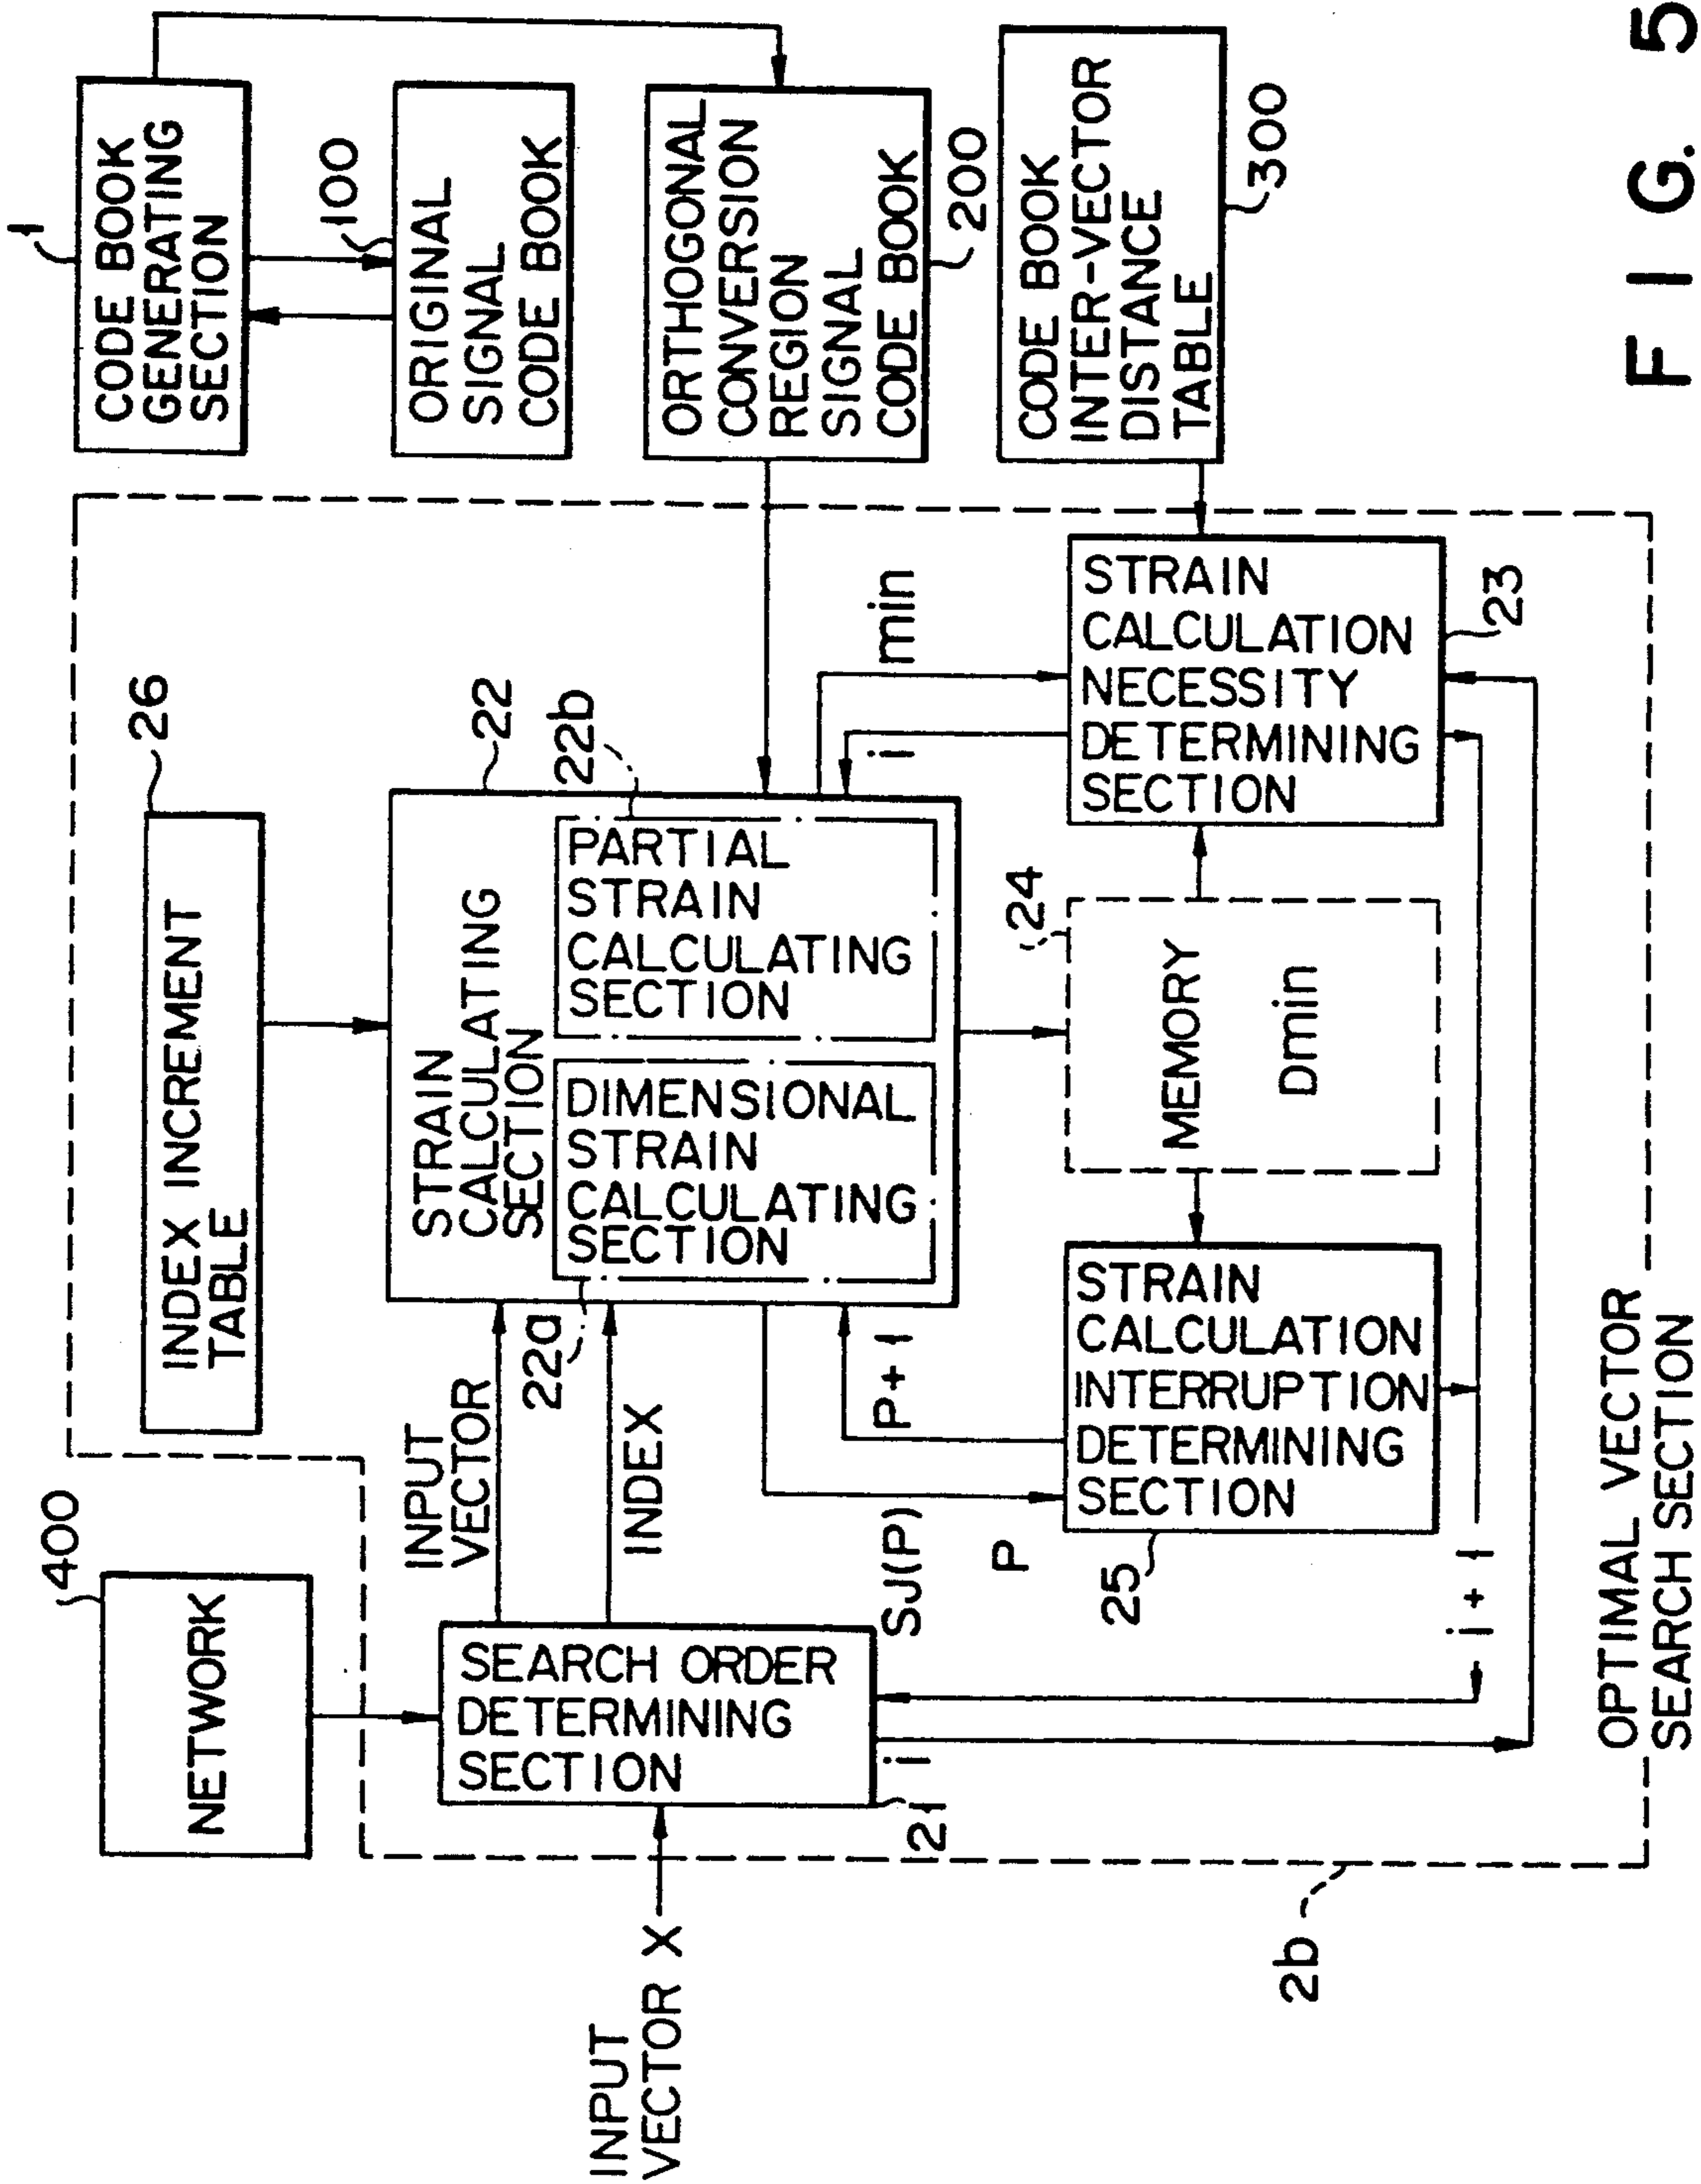 400
NETWORK
26
INDEX INCREMENT
TABLE
1
CODE BOOK
GENERATING
SECTION
100
ORIGINAL
SIGNAL
CODE BOOK
INPUT
VECTOR
INDEX
22
STRAIN
CALCULATING
SECTION
22a
DIMENSIONAL
STRAIN
CALCULATING
SECTION
22b
PARTIAL
STRAIN
CALCULATING
SECTION
ORTHOGONAL
CONVERSION
REGION
SIGNAL
CODE BOOK
200
INPUT
VECTOR X
SEARCH ORDER
DETERMINING
SECTION
21
i
SJ(P)
P
P+1
i
min
24
MEMORY
Dmin
CODE BOOK
INTER-VECTOR
DISTANCE
TABLE
300
25
STRAIN
CALCULATION
INTERRUPTION
DETERMINING
SECTION
STRAIN
CALCULATION
NECESSITY
DETERMINING
SECTION
23
i+1
2b
OPTIMAL VECTOR
SEARCH SECTION
FIG. 5